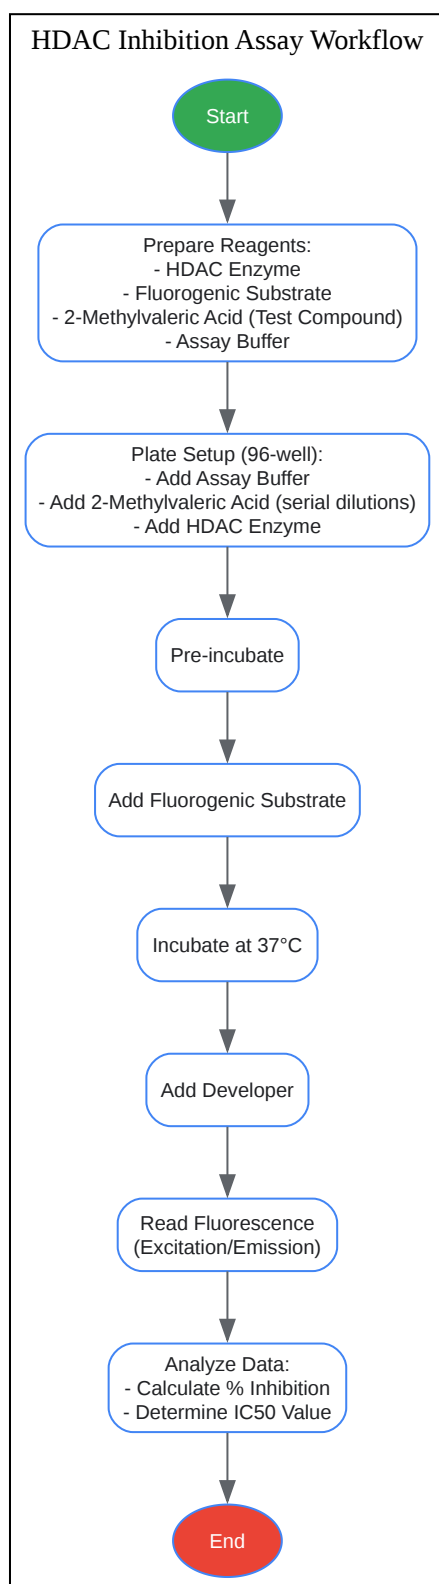 HDAC Inhibition Assay Workflow
Start
Prepare Reagents:
- HDAC Enzyme
- Fluorogenic Substrate
- 2-Methylvaleric Acid (Test Compound)
- Assay Buffer
Plate Setup (96-well):
- Add Assay Buffer
- Add 2-Methylvaleric Acid (serial dilutions)
- Add HDAC Enzyme
Pre-incubate
Add Fluorogenic Substrate
Incubate at 37°C
Add Developer
Read Fluorescence
(Excitation/Emission)
Analyze Data:
- Calculate % Inhibition
- Determine IC50 Value
End